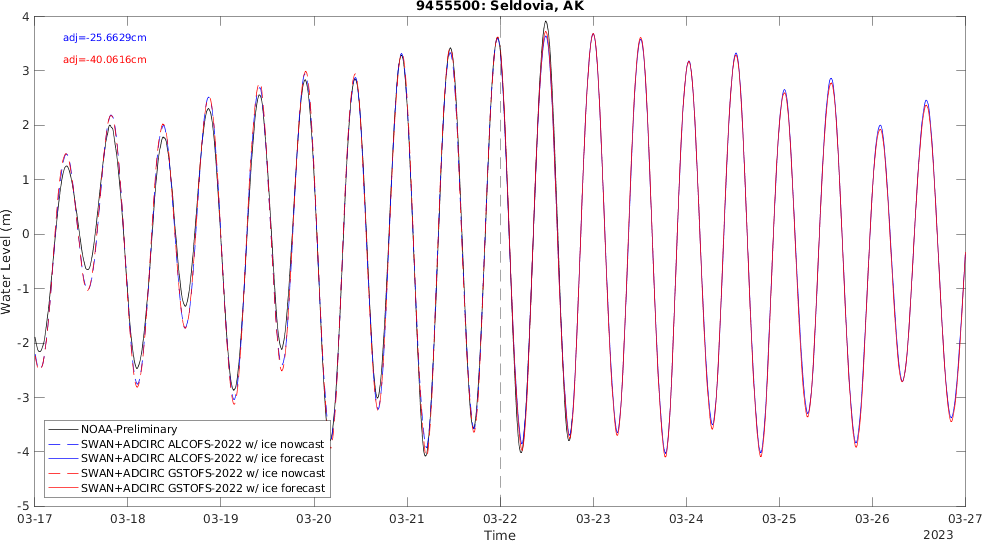 9455500: Seldovia, AK
adj=-25.6629cm
adj=-40.0616cm
4
3
2
1
0
-1
-2
-3
-4
-5
Water Level (m)
NOAA-Preliminary
SWAN+ADCIRC ALCOFS-2022 w/ ice nowcast
SWAN+ADCIRC ALCOFS-2022 w/ ice forecast
SWAN+ADCIRC GSTOFS-2022 w/ ice nowcast
SWAN+ADCIRC GSTOFS-2022 w/ ice forecast
03-17 03-18 03-19 03-20 03-21 03-22 03-23 03-24 03-25 03-26 03-27
Time
2023